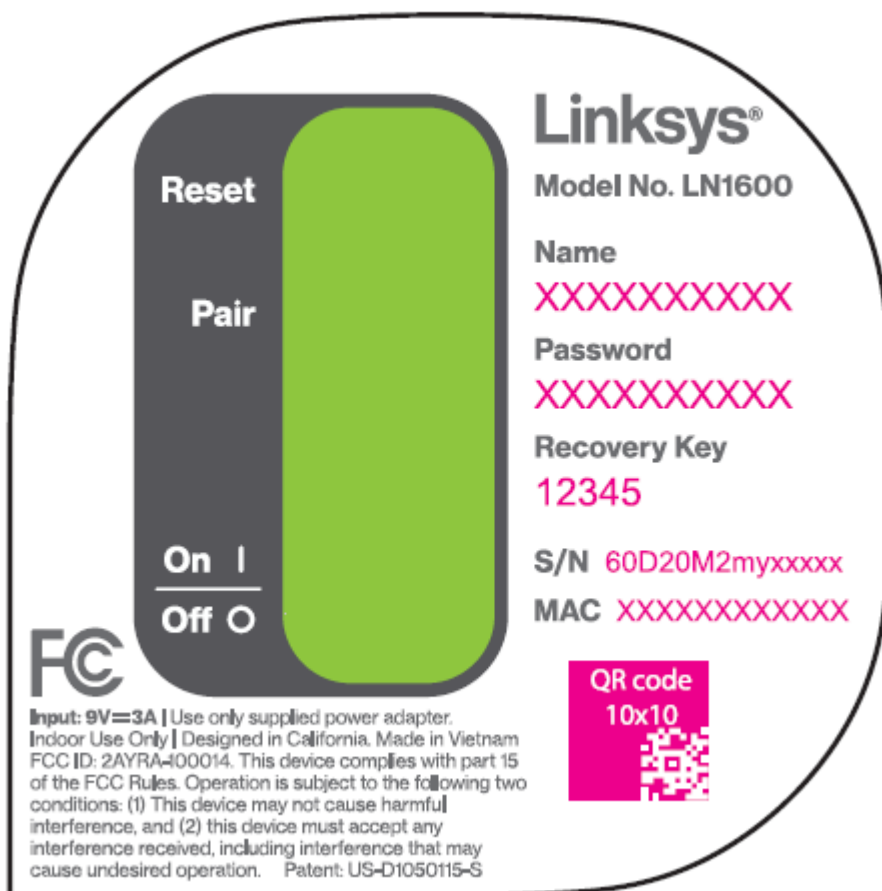 Linksys®
Model No. LN1600
Reset
Name
XXXXXXXXXX
Pair
Password
XXXXXXXXXX
Recovery Key
12345
On |
Off O
S/N 60D20M2myxxxxx
MAC XXXXXXXXXXXX
FC
QR code
10x10
Input: 9V⎓3A | Use only supplied power adapter.
Indoor Use Only | Designed in California. Made in Vietnam
FCC ID: 2AYRA-I00014. This device complies with part 15
of the FCC Rules. Operation is subject to the following two
conditions: (1) This device may not cause harmful
interference, and (2) this device must accept any
interference received, including interference that may
cause undesired operation. Patent: US-D1050115-S